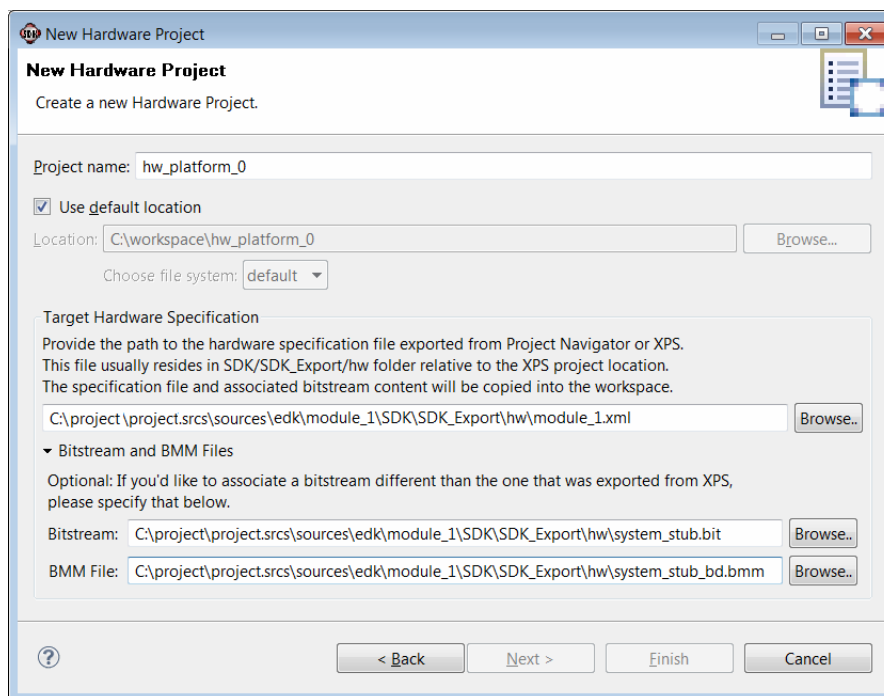 SDK New Hardware Project
New Hardware Project
Create a new Hardware Project.
Project name: hw_platform_0
Use default location
Location: C:\workspace\hw_platform_0 Browse...
Choose file system: default
Target Hardware Specification
Provide the path to the hardware specification file exported from Project Navigator or XPS.
This file usually resides in SDK/SDK_Export/hw folder relative to the XPS project location.
The specification file and associated bitstream content will be copied into the workspace.
C:\project\project.srcs\sources\edk\module_1\SDK\SDK_Export\hw\module_1.xml Browse..
Bitstream and BMM Files
Optional: If you'd like to associate a bitstream different than the one that was exported from XPS,
please specify that below.
Bitstream: C:\project\project.srcs\sources\edk\module_1\SDK\SDK_Export\hw\system_stub.bit Browse..
BMM File: C:\project\project.srcs\sources\edk\module_1\SDK\SDK_Export\hw\system_stub_bd.bmm Browse..
? < Back Next > Finish Cancel